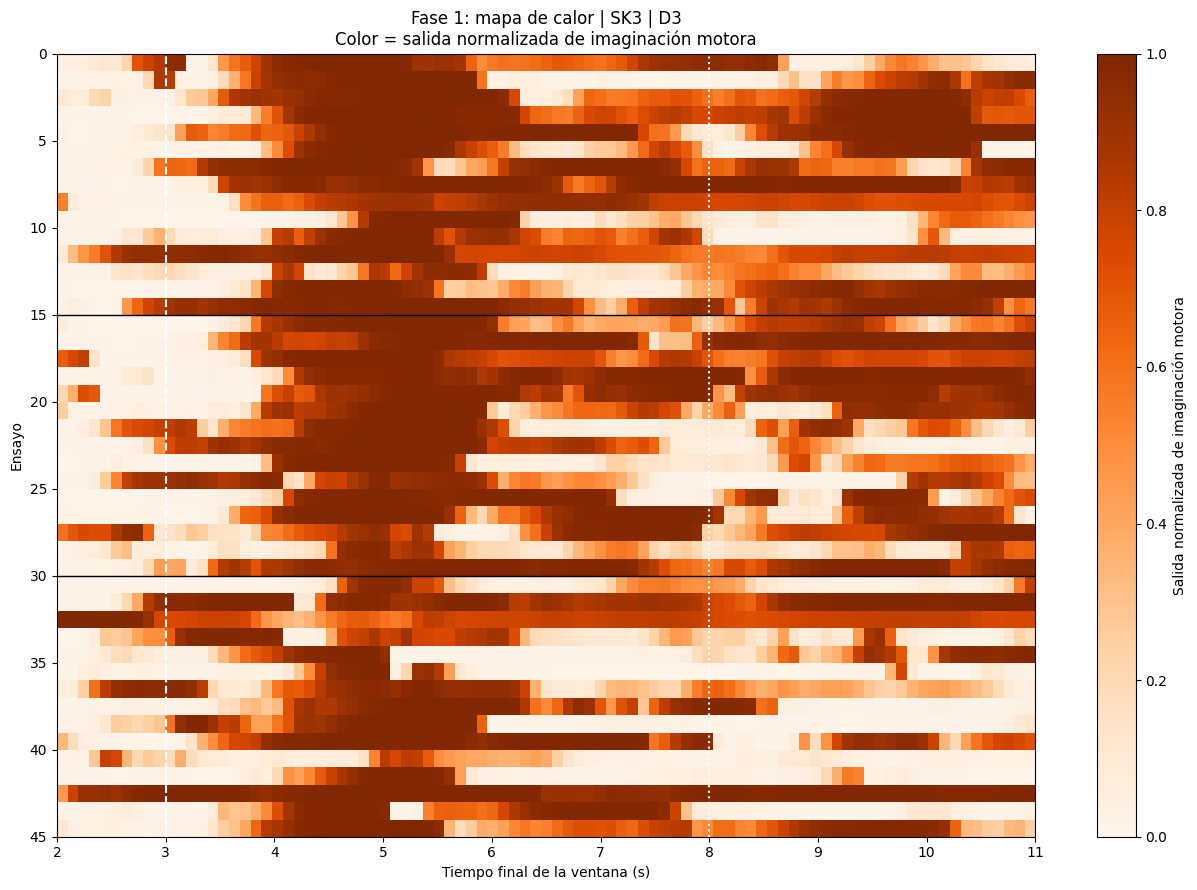 Fase 1: mapa de calor | SK3 | D3
Color = salida normalizada de imaginación motora
0
5
10
15
20
25
30
35
40
45
Ensayo
2 3 4 5 6 7 8 9 10 11
Tiempo final de la ventana (s)
1.0
0.8
0.6
0.4
0.2
0.0
Salida normalizada de imaginación motora